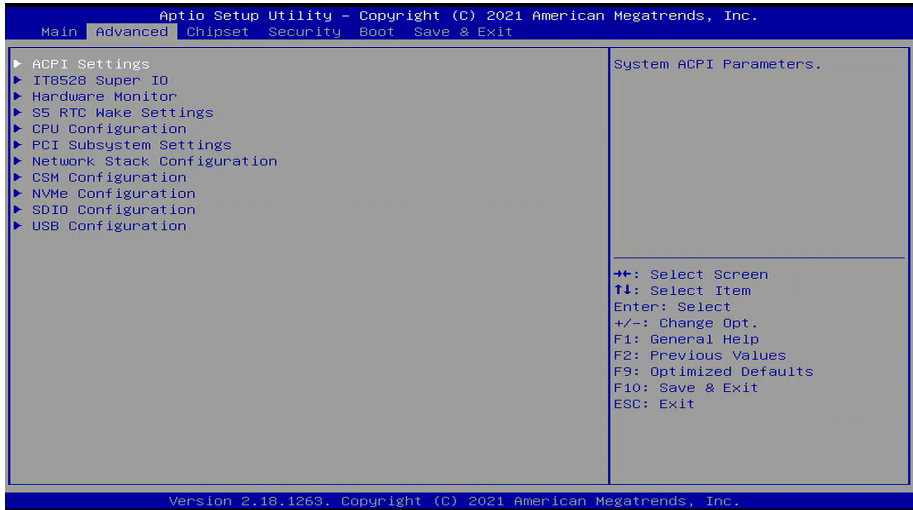 Aptio Setup Utility – Copyright (C) 2021 American Megatrends, Inc.
Main Advanced Chipset Security Boot Save & Exit
▶ ACPI Settings
▶ IT8528 Super IO
▶ Hardware Monitor
▶ S5 RTC Wake Settings
▶ CPU Configuration
▶ PCI Subsystem Settings
▶ Network Stack Configuration
▶ CSM Configuration
▶ NVMe Configuration
▶ SDIO Configuration
▶ USB Configuration
System ACPI Parameters.
→←: Select Screen
↑↓: Select Item
Enter: Select
+/-: Change Opt.
F1: General Help
F2: Previous Values
F9: Optimized Defaults
F10: Save & Exit
ESC: Exit
Version 2.18.1263. Copyright (C) 2021 American Megatrends, Inc.